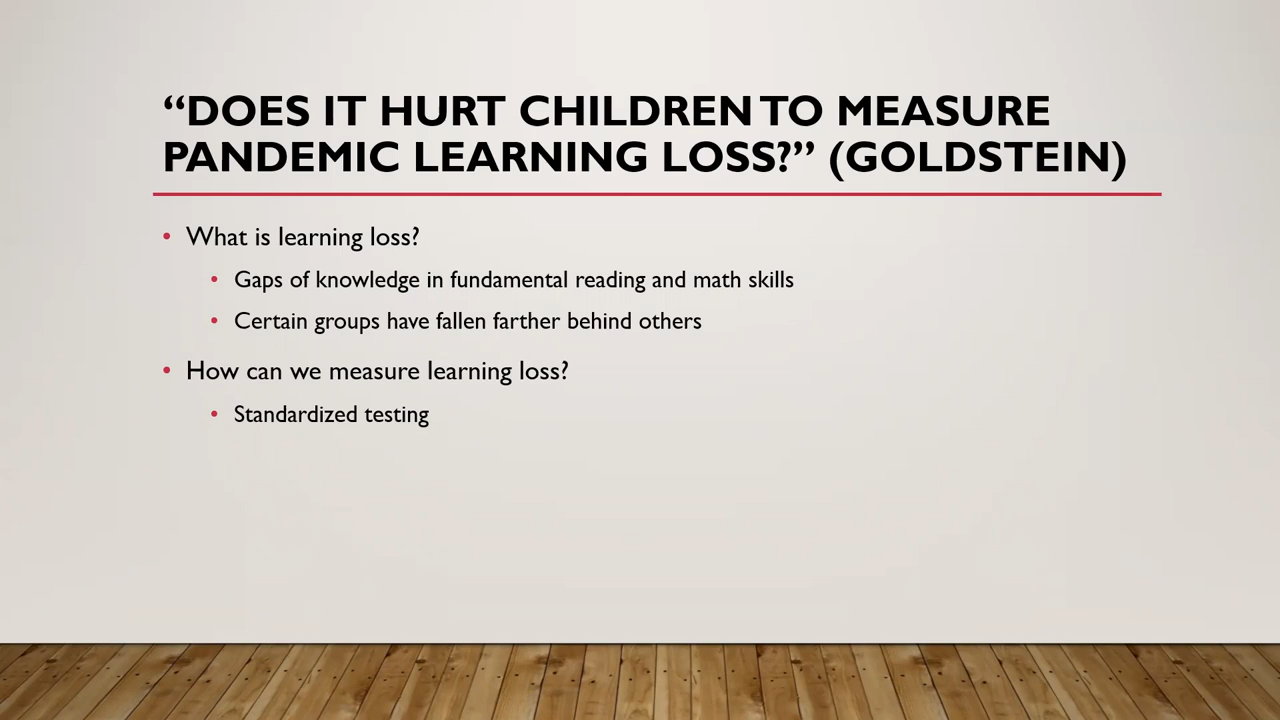 “DOES IT HURT CHILDREN TO MEASURE
PANDEMIC LEARNING LOSS?” (GOLDSTEIN)
• What is learning loss?
• Gaps of knowledge in fundamental reading and math skills
• Certain groups have fallen farther behind others
• How can we measure learning loss?
• Standardized testing